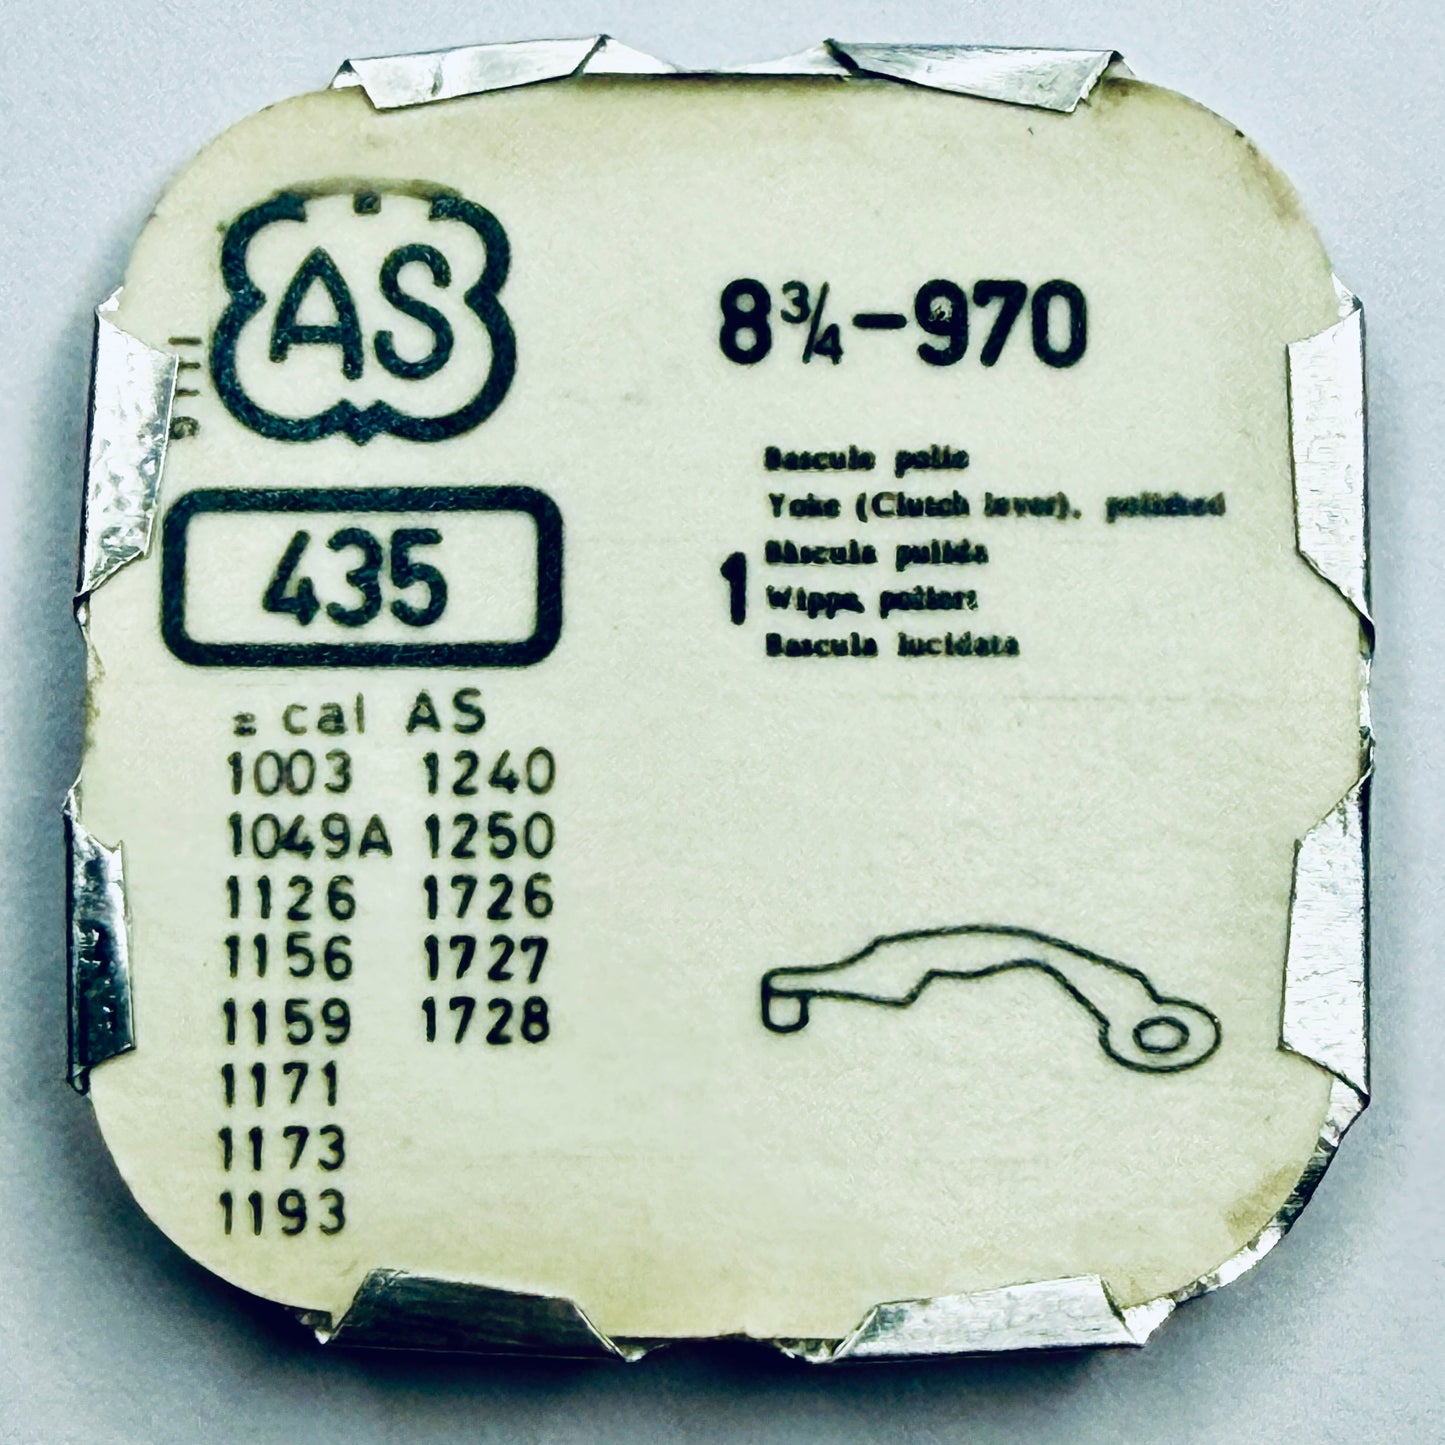 AS
8¾-970
435
1
Bascule polie
Yoke (Clutch lever), polished
Báscula pulida
Wippe, poliert
Bascula lucidata
= cal AS
1003 1240
1049A 1250
1126 1726
1156 1727
1159 1728
1171
1173
1193